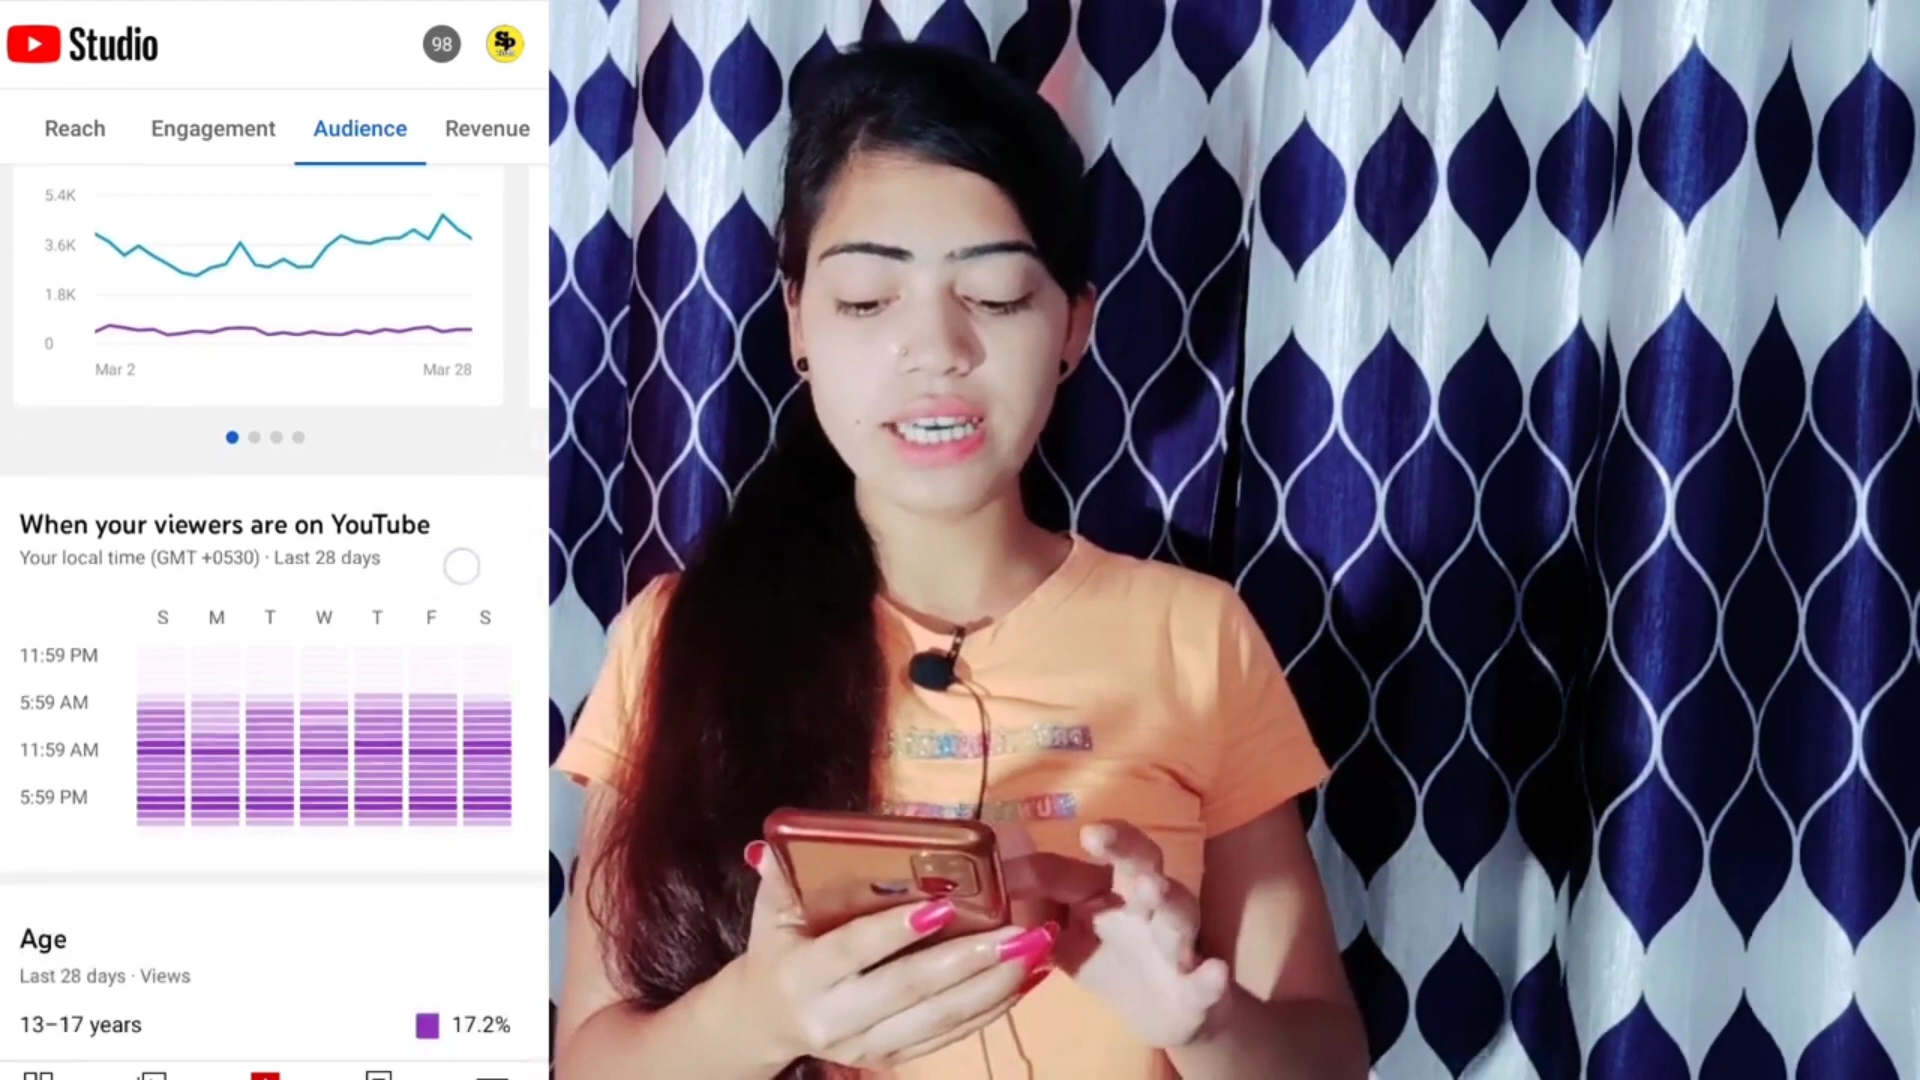 Studio
98
SP
Reach Engagement Audience Revenue
5.4K
3.6K
1.8K
0
Mar 2 Mar 28
When your viewers are on YouTube
Your local time (GMT +0530) · Last 28 days
S M T W T F S
11:59 PM
5:59 AM
11:59 AM
5:59 PM
Age
Last 28 days · Views
13–17 years 17.2%